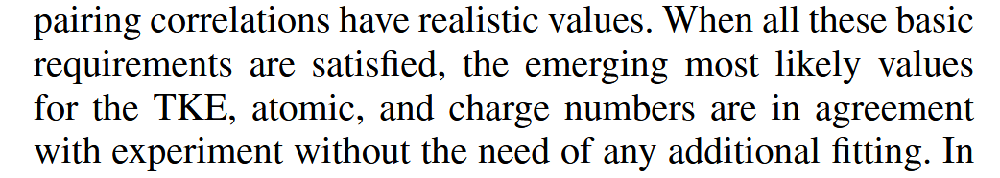 pairing correlations have realistic values. When all these basic
requirements are satisfied, the emerging most likely values
for the TKE, atomic, and charge numbers are in agreement
with experiment without the need of any additional fitting. In